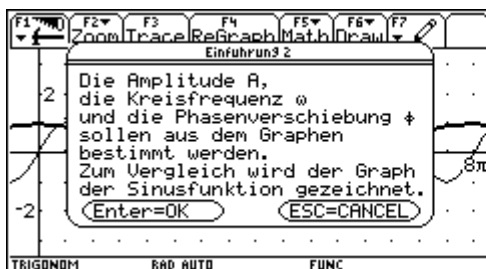 F1 F2 F3 F4 F5 F6 F7
Zoom Trace ReGraph Math Draw
Einfuhrung 2
Die Amplitude A,
2
die Kreisfrequenz ω
und die Phasenverschiebung ϕ
sollen aus dem Graphen
bestimmt werden.
Zum Vergleich wird der Graph
8π
der Sinusfunktion gezeichnet.
-2
Enter=OK ESC=CANCEL
TRIGONOM RAD AUTO FUNC